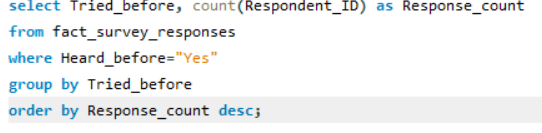 select Tried_before, count(Respondent_ID) as Response_count
from fact_survey_responses
where Heard_before="Yes"
group by Tried_before
order by Response_count desc;